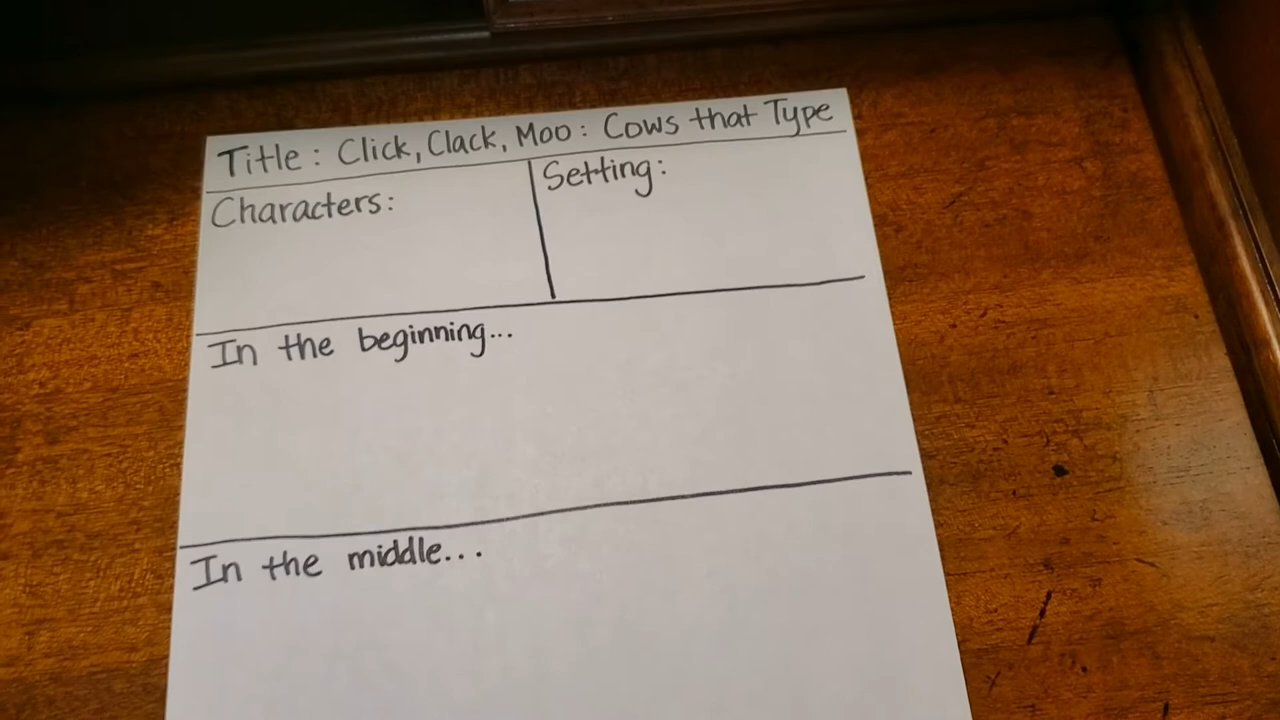 Title: Click, Clack, Moo: Cows that Type
Characters:
Setting:
In the beginning...
In the middle...